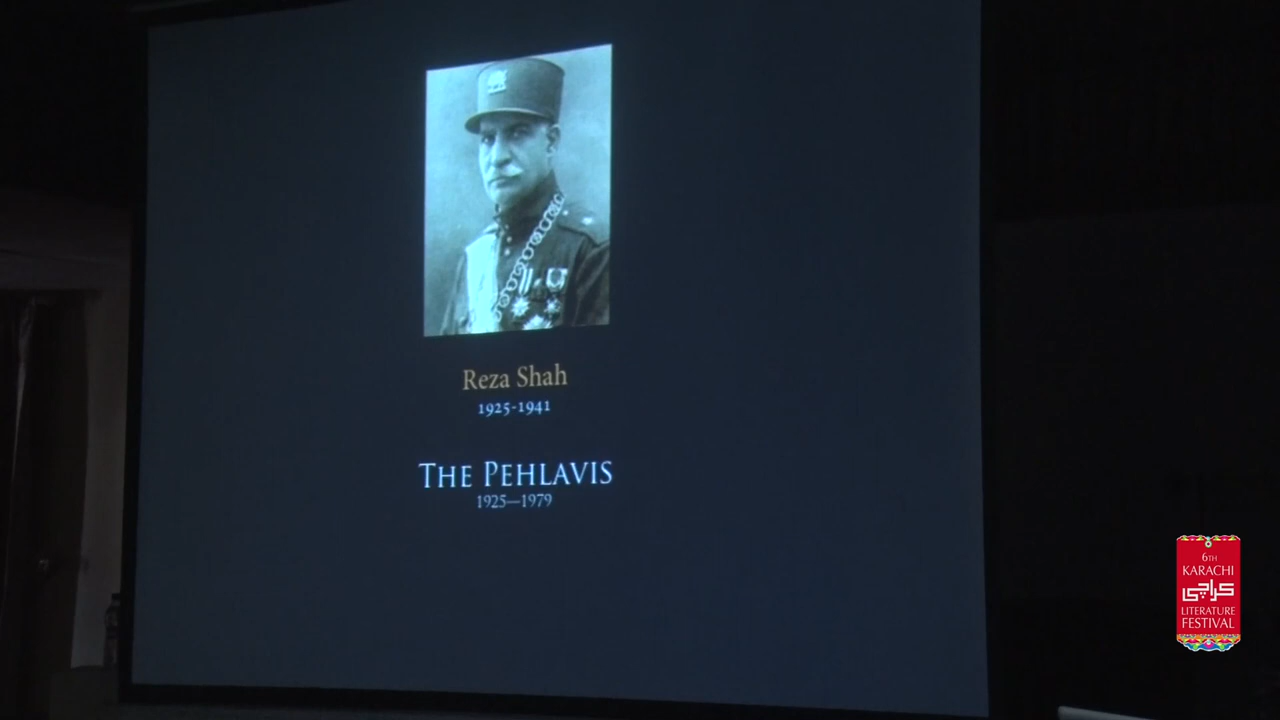 Reza Shah
1925-1941
THE PEHLAVIS
1925—1979
6TH
KARACHI
کراچی
LITERATURE
FESTIVAL